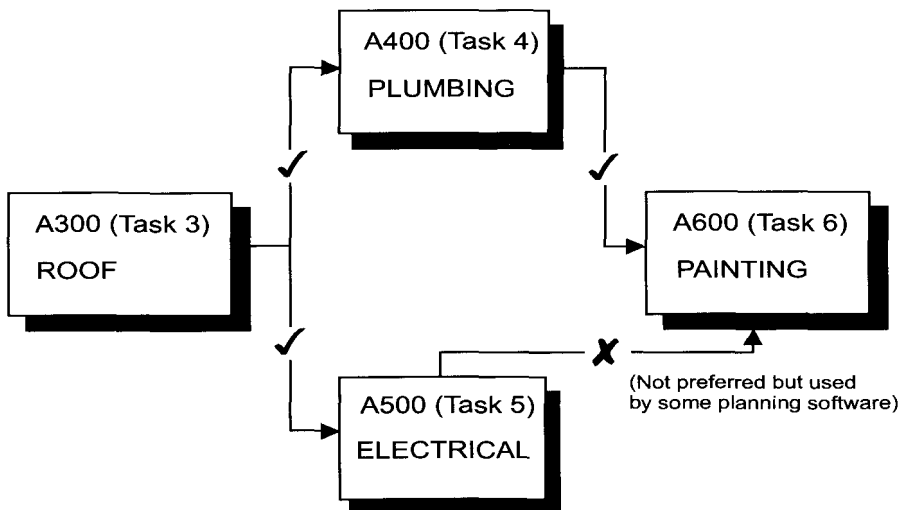 A400 (Task 4)
PLUMBING
A300 (Task 3)
ROOF
A600 (Task 6)
PAINTING
(Not preferred but used
by some planning software)
A500 (Task 5)
ELECTRICAL